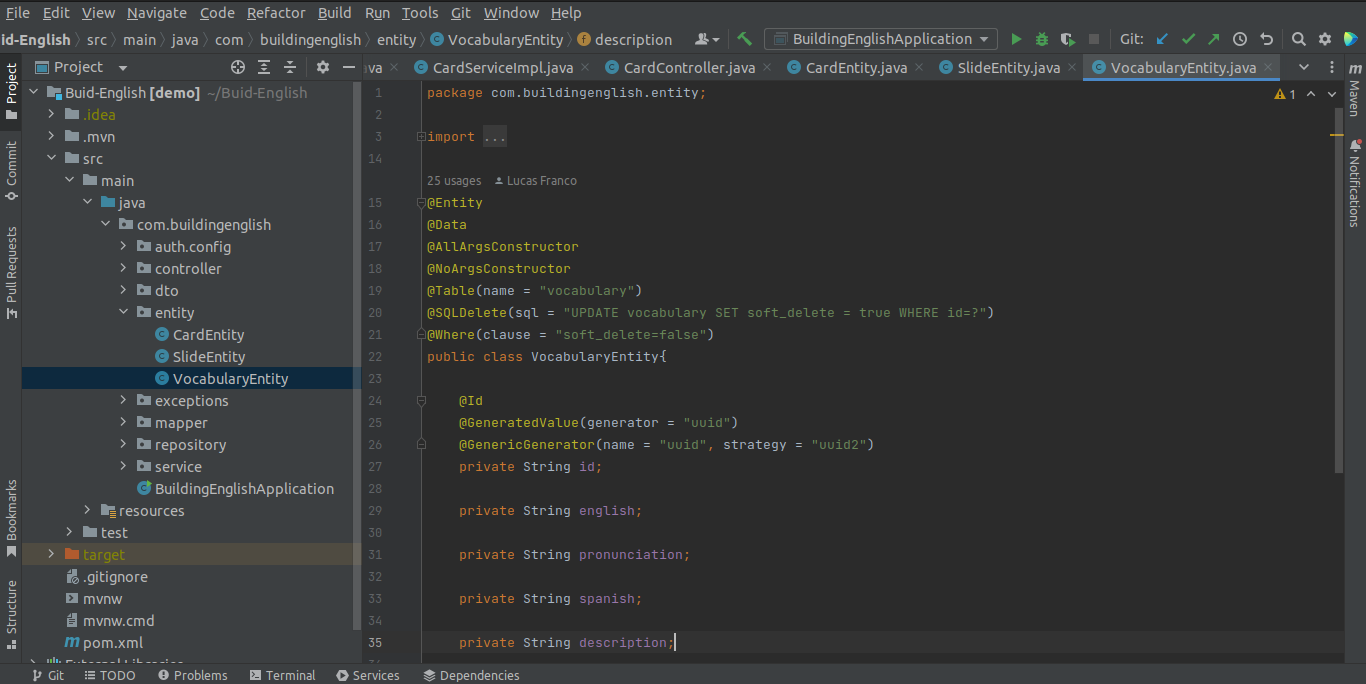 File Edit View Navigate Code Refactor Build Run Tools Git Window Help
id-English src main java com buildingenglish entity VocabularyEntity description BuildingEnglishApplication Git:
Project ava CardServiceImpl.java CardController.java CardEntity.java SlideEntity.java VocabularyEntity.java
Project
Commit
Pull Requests
Bookmarks
Structure
Buid-English [demo] ~/Buid-English
.idea
.mvn
src
main
java
com.buildingenglish
auth.config
controller
dto
entity
CardEntity
SlideEntity
VocabularyEntity
exceptions
mapper
repository
service
BuildingEnglishApplication
resources
test
target
.gitignore
mvnw
mvnw.cmd
pom.xml
External Libraries
1 package com.buildingenglish.entity;
2
3 import ...
14
25 usages Lucas Franco
15 @Entity
16 @Data
17 @AllArgsConstructor
18 @NoArgsConstructor
19 @Table(name = "vocabulary")
20 @SQLDelete(sql = "UPDATE vocabulary SET soft_delete = true WHERE id=?")
21 @Where(clause = "soft_delete=false")
22 public class VocabularyEntity{
23
24 @Id
25 @GeneratedValue(generator = "uuid")
26 @GenericGenerator(name = "uuid", strategy = "uuid2")
27 private String id;
28
29 private String english;
30
31 private String pronunciation;
32
33 private String spanish;
34
35 private String description;
1
Maven
Notifications
Git TODO Problems Terminal Services Dependencies